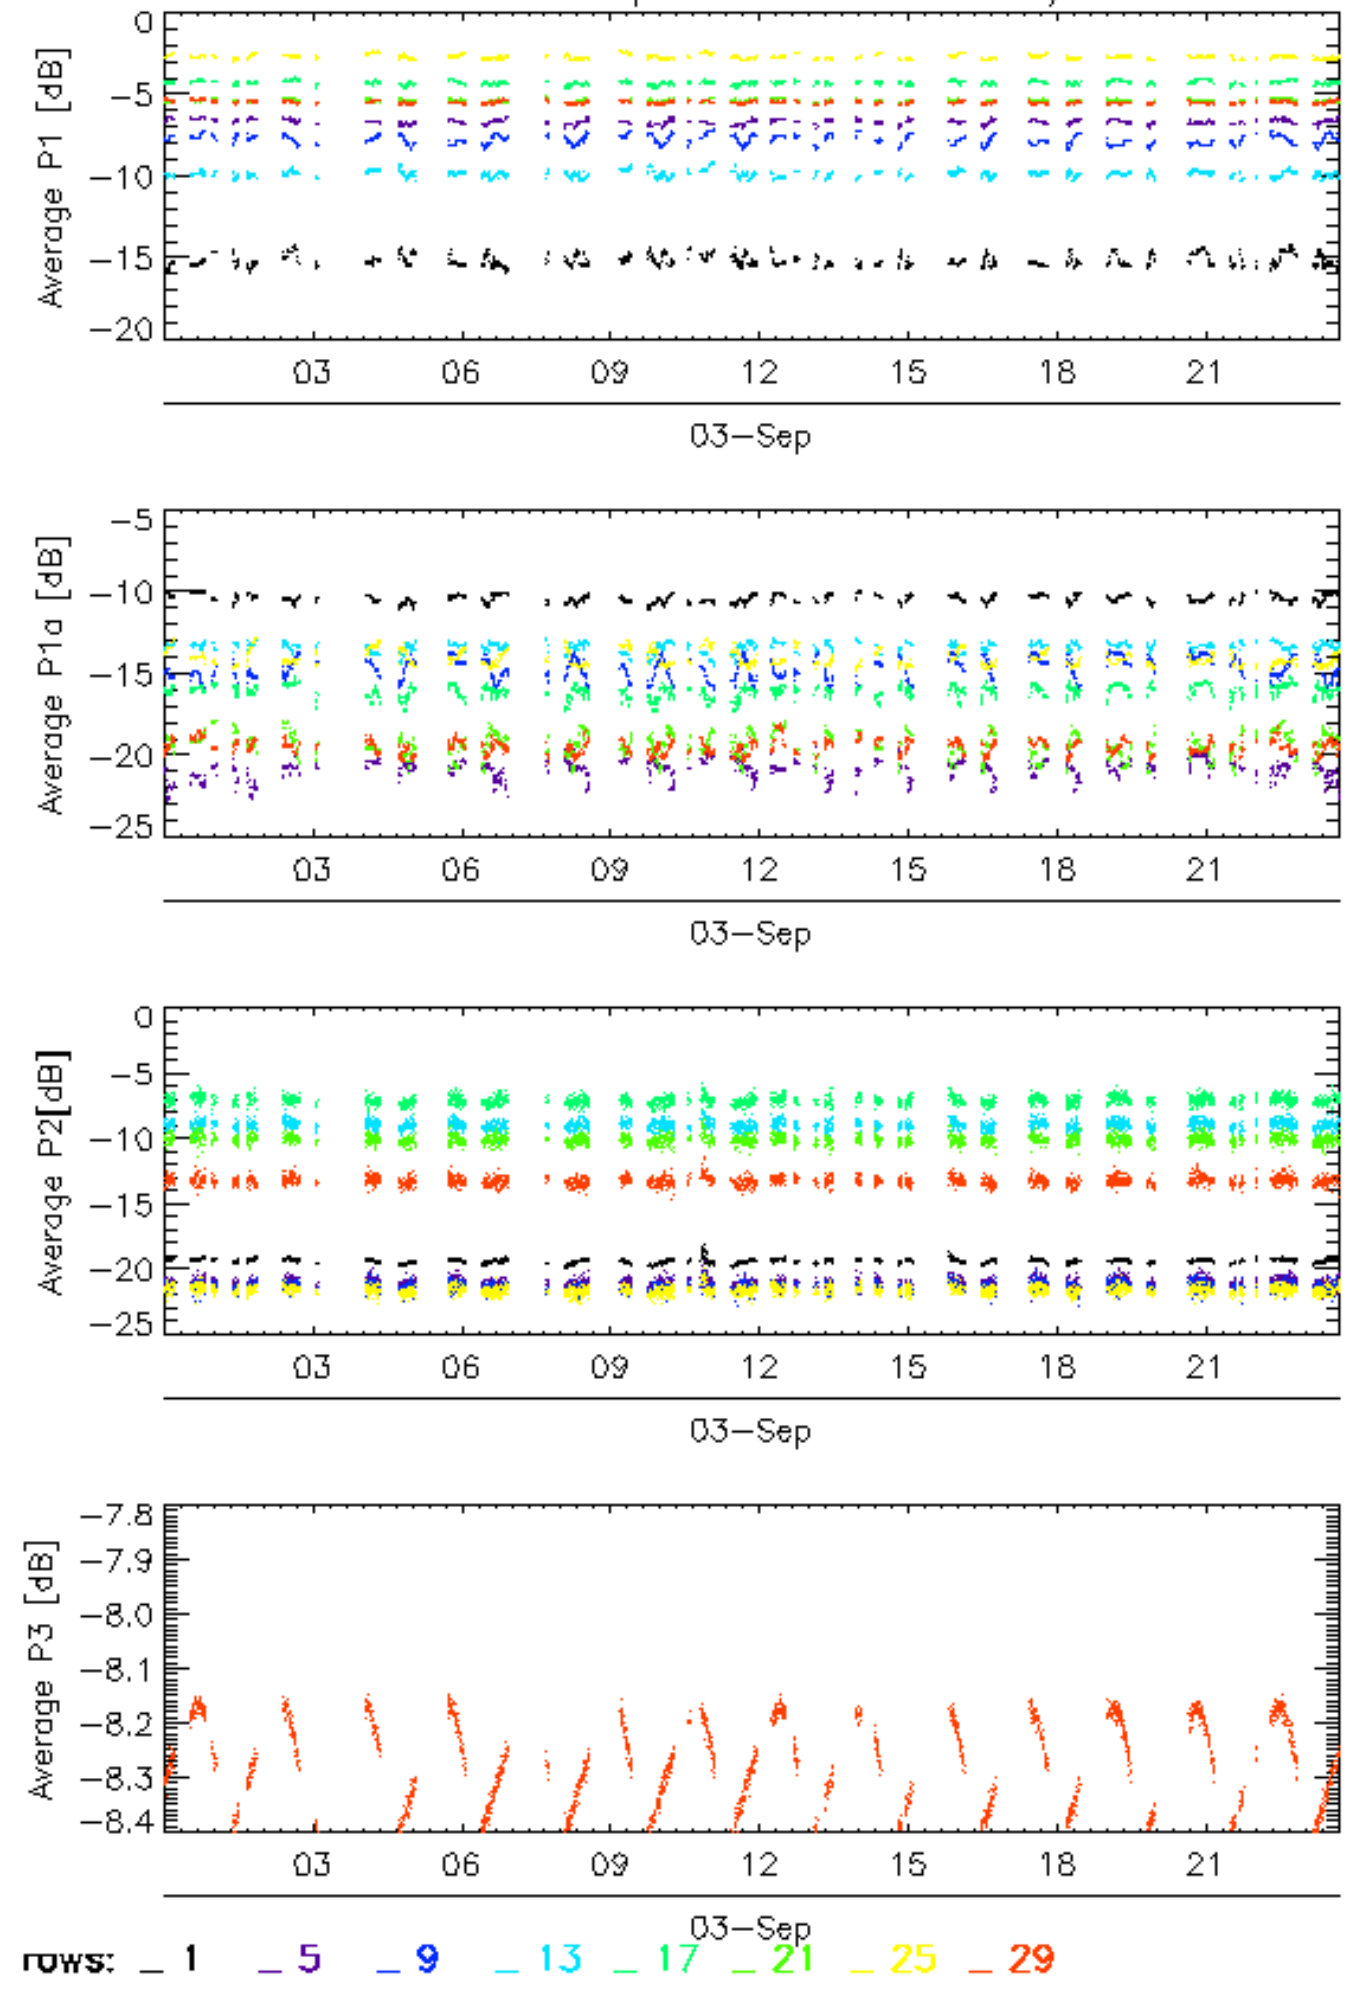 0
−5
−10
−15
−20
Average P1 [dB]
03 06 09 12 15 18 21
03−Sep
−5
−10
−15
−20
−25
Average P1a [dB]
03 06 09 12 15 18 21
03−Sep
0
−5
−10
−15
−20
−25
Average P2[dB]
03 06 09 12 15 18 21
03−Sep
−7.8
−7.9
−8.0
−8.1
−8.2
−8.3
−8.4
Average P3 [dB]
03 06 09 12 15 18 21
03−Sep
rows: _ 1 _ 5 _ 9 _ 13 _ 17 _ 21 _ 25 _ 29